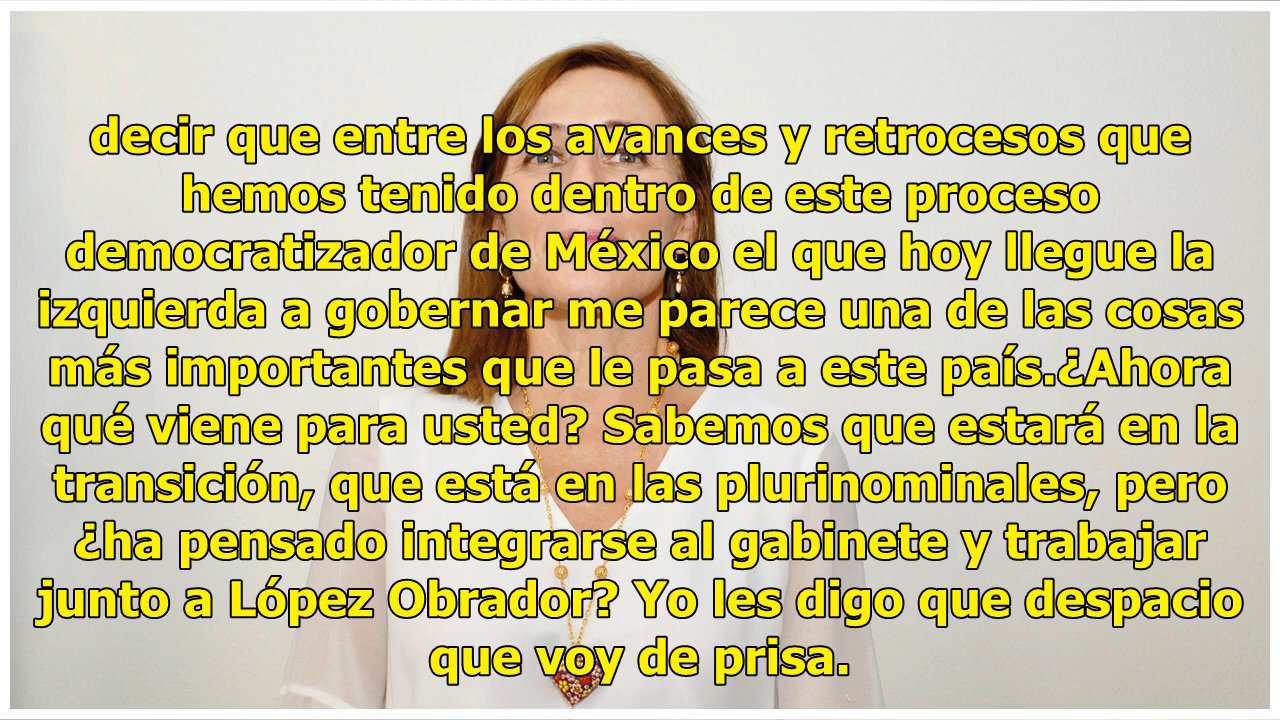 decir que entre los avances y retrocesos que
hemos tenido dentro de este proceso
democratizador de México el que hoy llegue la
izquierda a gobernar me parece una de las cosas
más importantes que le pasa a este país.¿Ahora
qué viene para usted? Sabemos que estará en la
transición, que está en las plurinominales, pero
¿ha pensado integrarse al gabinete y trabajar
junto a López Obrador? Yo les digo que despacio
que voy de prisa.